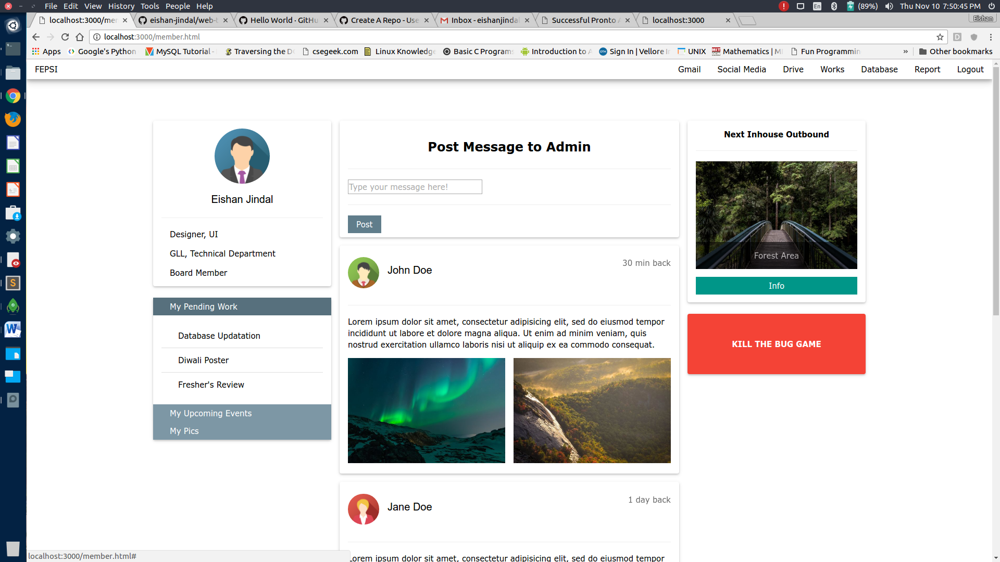 File Edit View History Tools People Help
En (89%) Thu Nov 10 7:50:45 PM
localhost:3000/mer
eishan-jindal/web-t
Hello World · GitHu
Create A Repo - Use
Inbox - eishanjindal
Successful Pronto A
localhost:3000
Eishan
localhost:3000/member.html
Apps Google's Python MySQL Tutorial - Traversing the DO csegeek.com Linux Knowledge Basic C Programs Introduction to A Sign In | Vellore I UNIX Mathematics | MI Fun Programmin » Other bookmarks
FEPSI Gmail Social Media Drive Works Database Report Logout
Eishan Jindal
Designer, UI
GLL, Technical Department
Board Member
My Pending Work
Database Updatation
Diwali Poster
Fresher's Review
My Upcoming Events
My Pics
Post Message to Admin
Type your message here!
Post
John Doe
30 min back
Lorem ipsum dolor sit amet, consectetur adipisicing elit, sed do eiusmod tempor
incididunt ut labore et dolore magna aliqua. Ut enim ad minim veniam, quis
nostrud exercitation ullamco laboris nisi ut aliquip ex ea commodo consequat.
Jane Doe
1 day back
Lorem ipsum dolor sit amet, consectetur adipisicing elit, sed do eiusmod tempor
Next Inhouse Outbound
Forest Area
Info
KILL THE BUG GAME
localhost:3000/member.html#